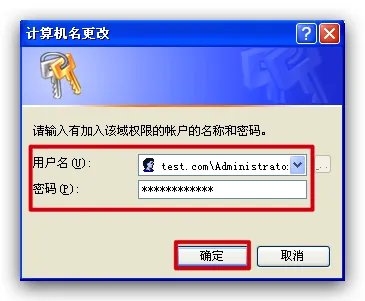 计算机名更改
请输入有加入该域权限的帐户的名称和密码。
用户名(U):
test.com\Administrato
密码(P):
************
确定
取消